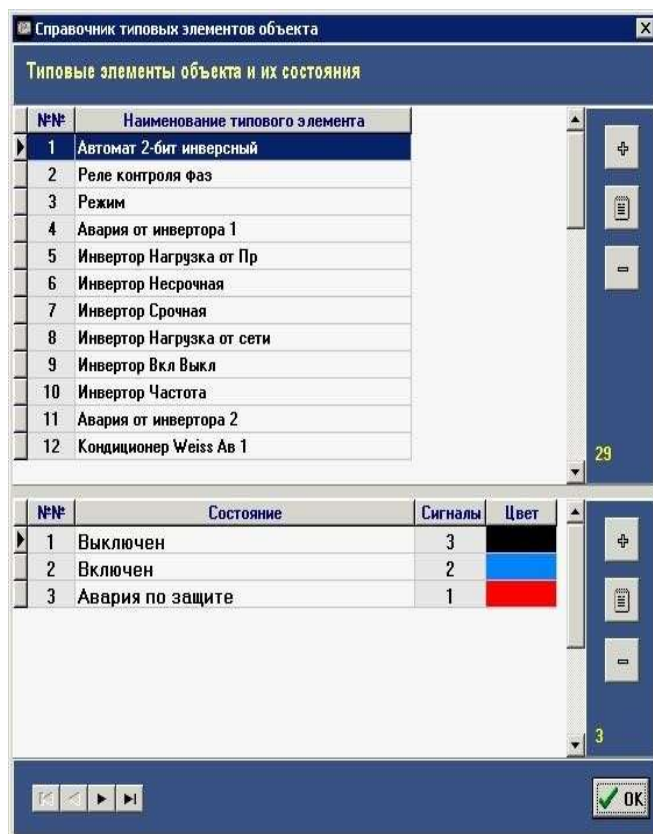 Справочник типовых элементов объекта
Типовые элементы объекта и их состояния
№№ Наименование типового элемента
1 Автомат 2-бит инверсный
2 Реле контроля фаз
3 Режим
4 Авария от инвертора 1
5 Инвертор Нагрузка от Пр
6 Инвертор Несрочная
7 Инвертор Срочная
8 Инвертор Нагрузка от сети
9 Инвертор Вкл Выкл
10 Инвертор Частота
11 Авария от инвертора 2
12 Кондиционер Weiss Ав 1
29
№№ Состояние Сигналы Цвет
1 Выключен 3
2 Включен 2
3 Авария по защите 1
3
OK